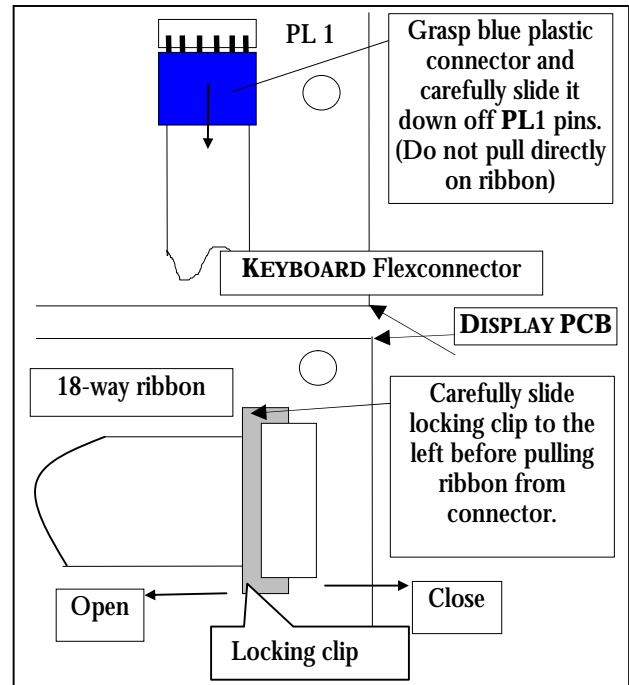 PL 1
Grasp blue plastic
connector and
carefully slide it
down off PL1 pins.
(Do not pull directly
on ribbon)
KEYBOARD Flexconnector
DISPLAY PCB
18-way ribbon
Carefully slide
locking clip to the
left before pulling
ribbon from
connector.
Open
Close
Locking clip